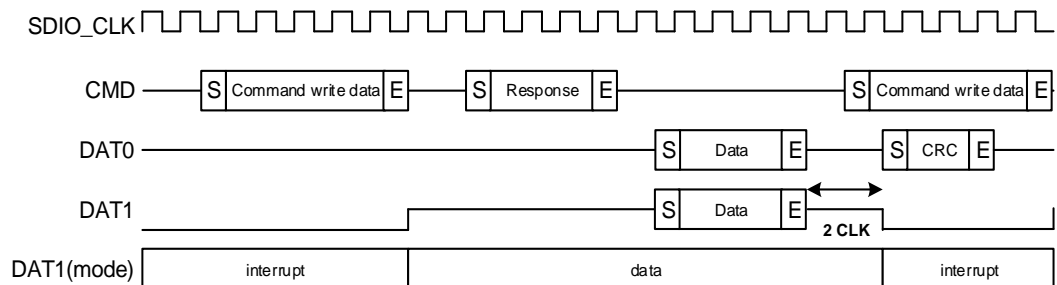 SDIO_CLK
CMD S Command write data E S Response E S Command write data E
DAT0 S Data E S CRC E
DAT1 S Data E
2 CLK
DAT1(mode) interrupt data interrupt